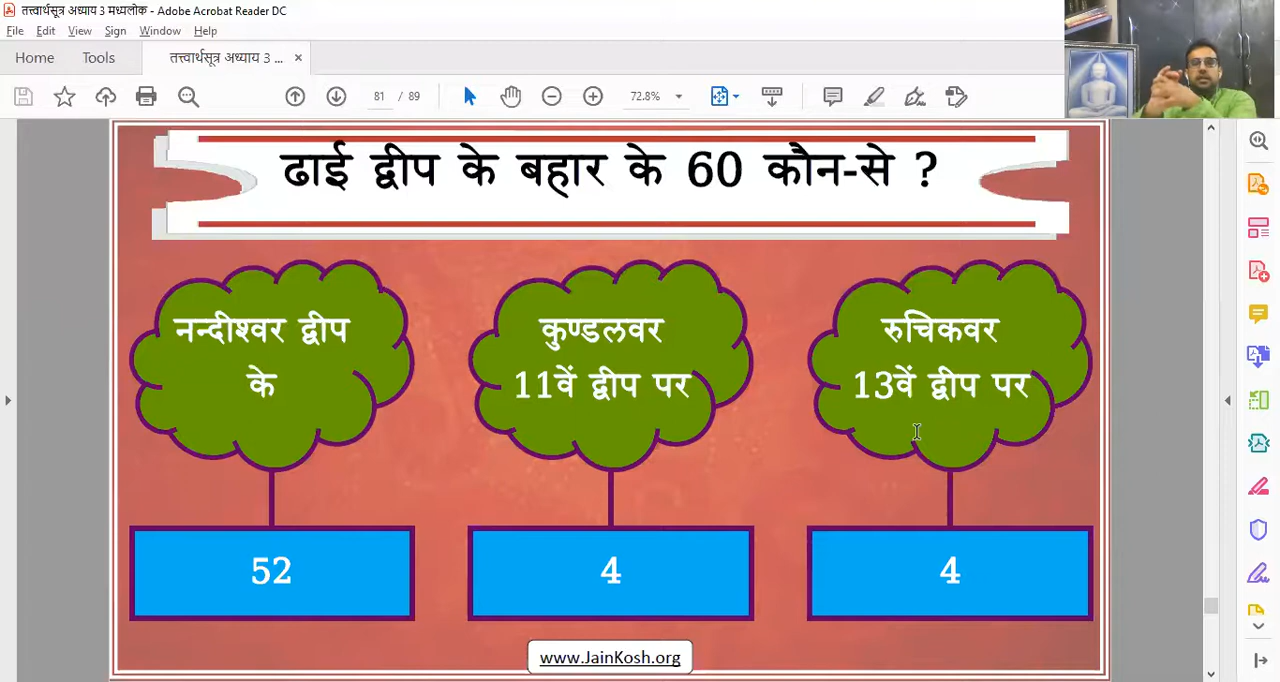 तत्त्वार्थसूत्र अध्याय 3 मध्यलोक - Adobe Acrobat Reader DC
File Edit View Sign Window Help
Home Tools तत्त्वार्थसूत्र अध्याय 3 ... ×
81 / 89 72.8%
ढाई द्वीप के बहार के 60 कौन-से ?
नन्दीश्वर द्वीप
के
कुण्डलवर
11वें द्वीप पर
रुचिकवर
13वें द्वीप पर
52 4 4
www.JainKosh.org